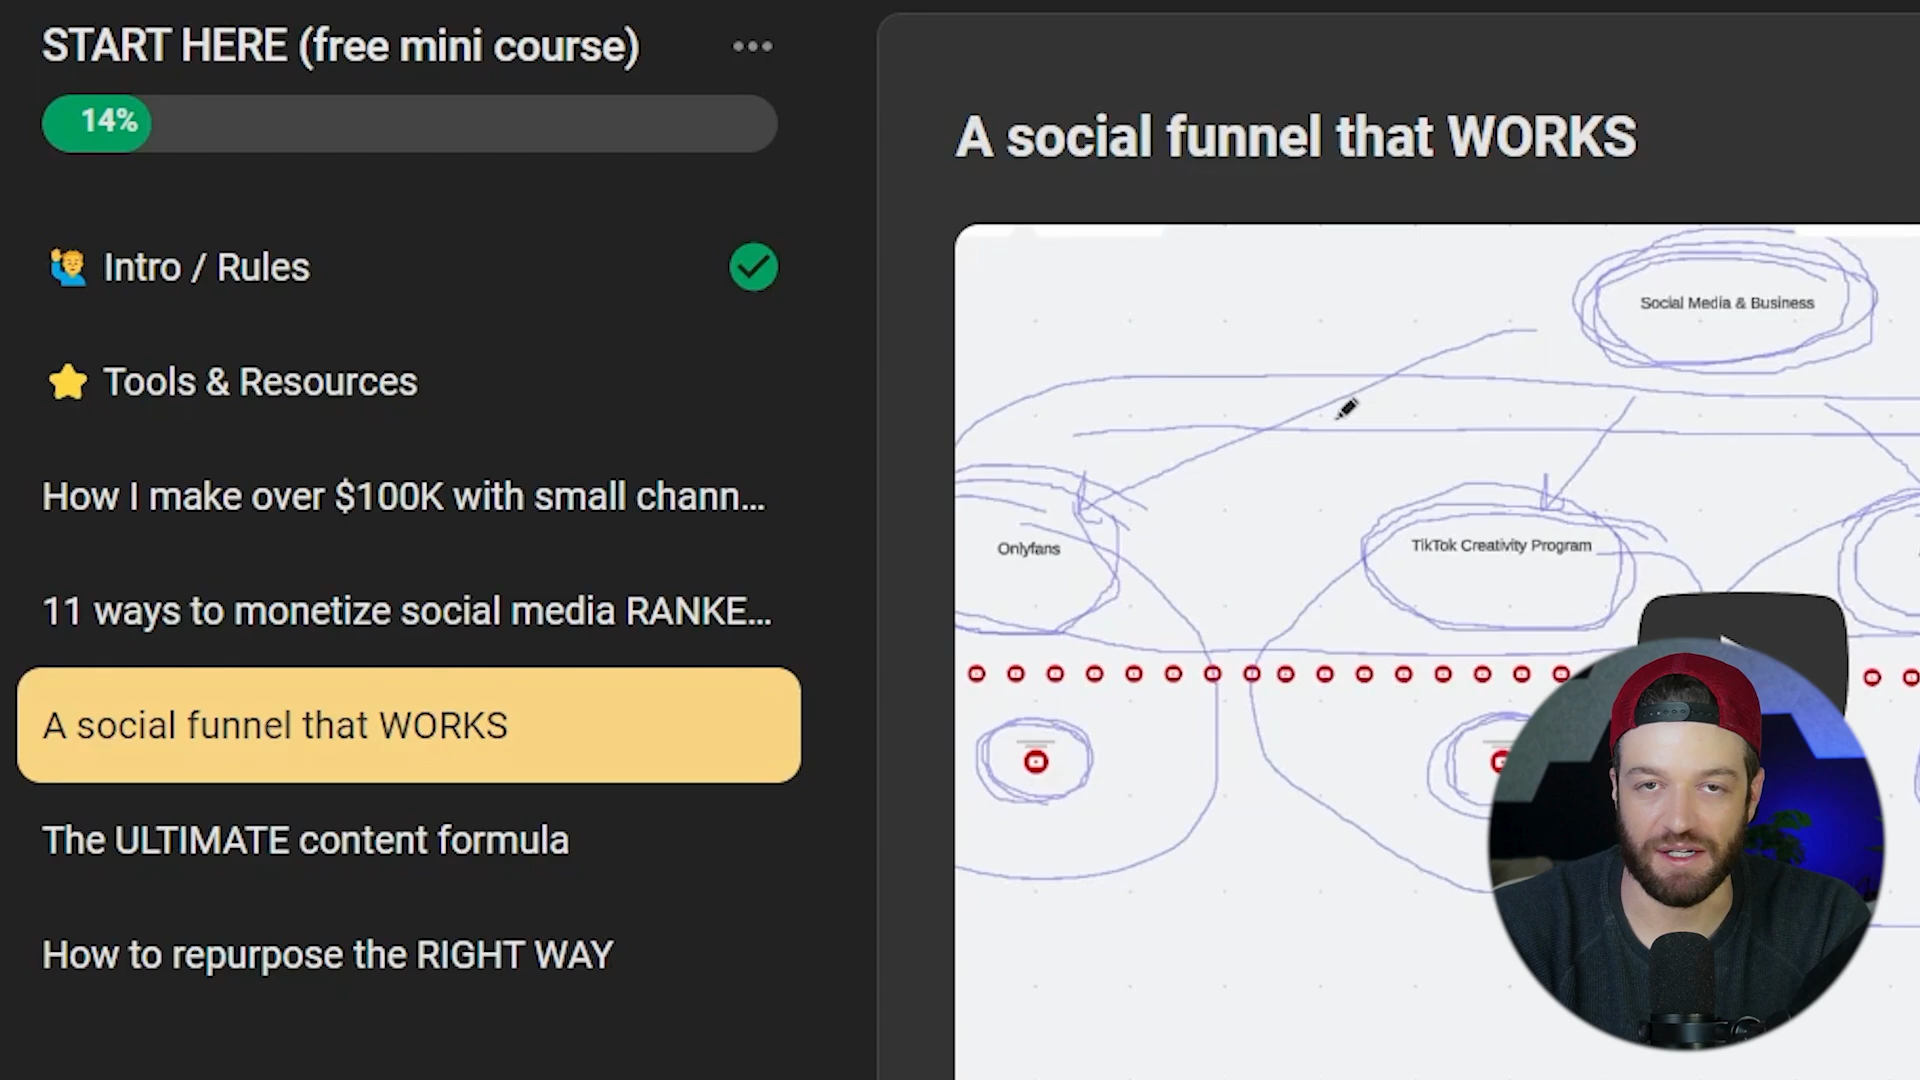 START HERE (free mini course)
14%
Intro / Rules
Tools & Resources
How I make over $100K with small chann...
11 ways to monetize social media RANKE...
A social funnel that WORKS
The ULTIMATE content formula
How to repurpose the RIGHT WAY
A social funnel that WORKS
Social Media & Business
Onlyfans
TikTok Creativity Program